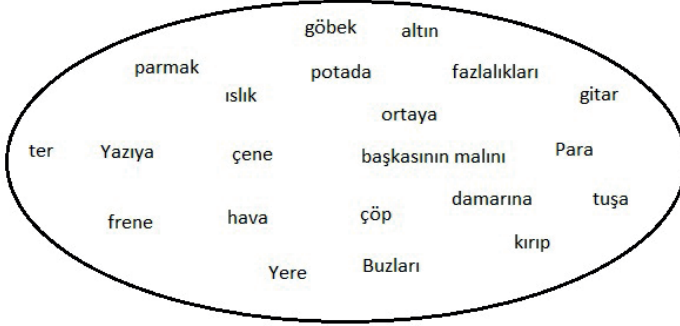 göbek
altın
parmak
potada
fazlalıkları
ıslık
gitar
ortaya
ter
Yazıya
çene
başkasının malını
Para
damarına
tuşa
frene
hava
çöp
kırıp
Yere
Buzları